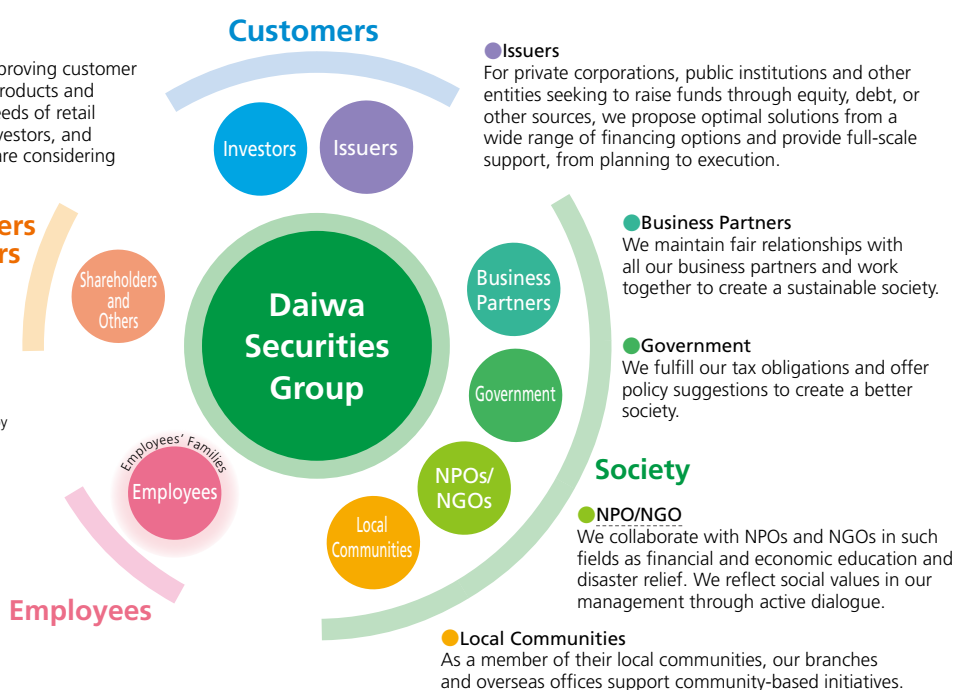 Customers
proving customer
roducts and
eeds of retail
vestors, and
are considering
Investors
Issuers
Issuers
For private corporations, public institutions and other
entities seeking to raise funds through equity, debt, or
other sources, we propose optimal solutions from a
wide range of financing options and provide full-scale
support, from planning to execution.
ers
rs
Shareholders
and
Others
Daiwa
Securities
Group
Business
Partners
Business Partners
We maintain fair relationships with
all our business partners and work
together to create a sustainable society.
Government
Government
We fulfill our tax obligations and offer
policy suggestions to create a better
society.
Employees' Families
Employees
Employees
NPOs/
NGOs
Local
Communities
Society
NPO/NGO
We collaborate with NPOs and NGOs in such
fields as financial and economic education and
disaster relief. We reflect social values in our
management through active dialogue.
Local Communities
As a member of their local communities, our branches
and overseas offices support community-based initiatives.